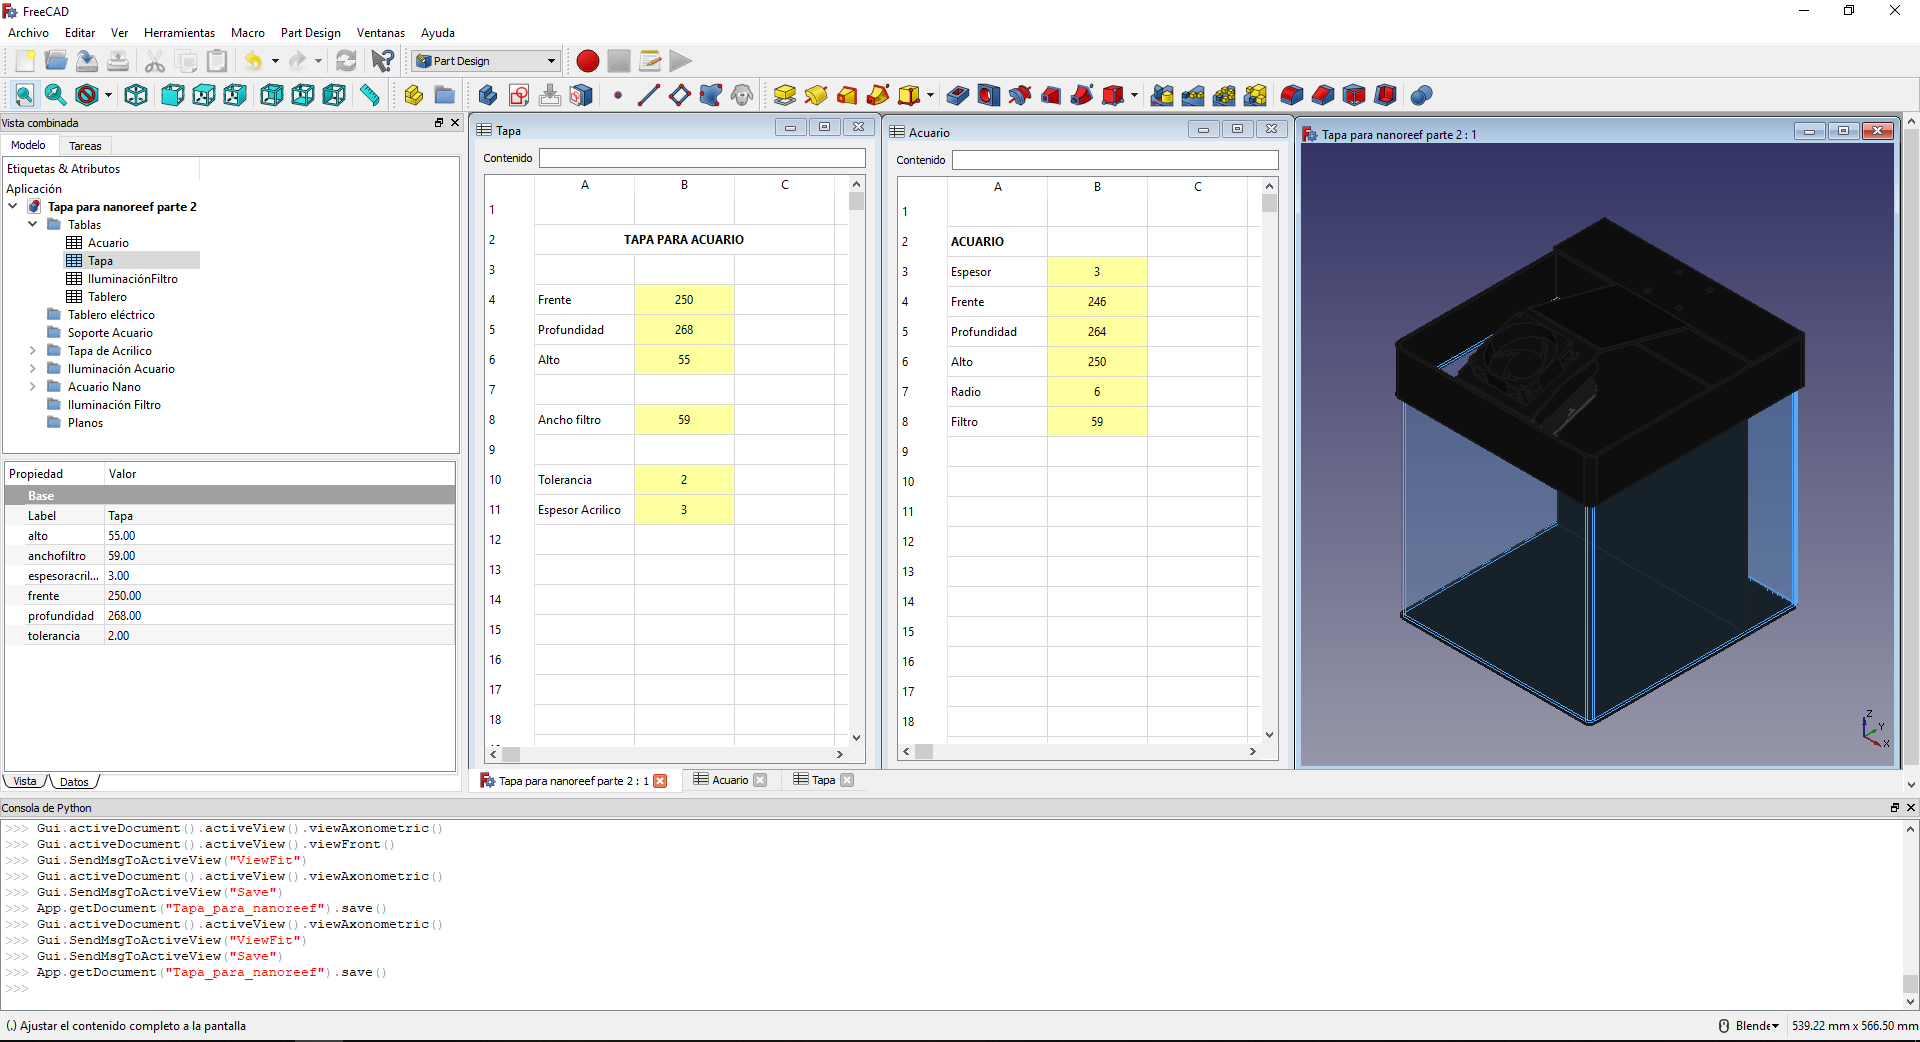 FreeCAD
Archivo Editar Ver Herramientas Macro Part Design Ventanas Ayuda
Part Design
Vista combinada
Modelo Tareas
Etiquetas & Atributos
Aplicación
Tapa para nanoreef parte 2
Tablas
Acuario
Tapa
IluminaciónFiltro
Tablero
Tablero eléctrico
Soporte Acuario
Tapa de Acrilico
Iluminación Acuario
Acuario Nano
Iluminación Filtro
Planos
Propiedad Valor
Base
Label Tapa
alto 55.00
anchofiltro 59.00
espesoracril... 3.00
frente 250.00
profundidad 268.00
tolerancia 2.00
Vista Datos
Tapa
Contenido
A B C
1
2 TAPA PARA ACUARIO
3
4 Frente 250
5 Profundidad 268
6 Alto 55
7
8 Ancho filtro 59
9
10 Tolerancia 2
11 Espesor Acrilico 3
12
13
14
15
16
17
18
Acuario
Contenido
A B C
1
2 ACUARIO
3 Espesor 3
4 Frente 246
5 Profundidad 264
6 Alto 250
7 Radio 6
8 Filtro 59
9
10
11
12
13
14
15
16
17
18
Tapa para nanoreef parte 2 : 1
Z
Y
X
Tapa para nanoreef parte 2 : 1 Acuario Tapa
Consola de Python
>>> Gui.activeDocument().activeView().viewAxonometric()
>>> Gui.activeDocument().activeView().viewFront()
>>> Gui.SendMsgToActiveView("ViewFit")
>>> Gui.activeDocument().activeView().viewAxonometric()
>>> Gui.SendMsgToActiveView("Save")
>>> App.getDocument("Tapa_para_nanoreef").save()
>>> Gui.activeDocument().activeView().viewAxonometric()
>>> Gui.SendMsgToActiveView("ViewFit")
>>> Gui.SendMsgToActiveView("Save")
>>> App.getDocument("Tapa_para_nanoreef").save()
>>>
(.) Ajustar el contenido completo a la pantalla
Blende 539.22 mm x 566.50 mm